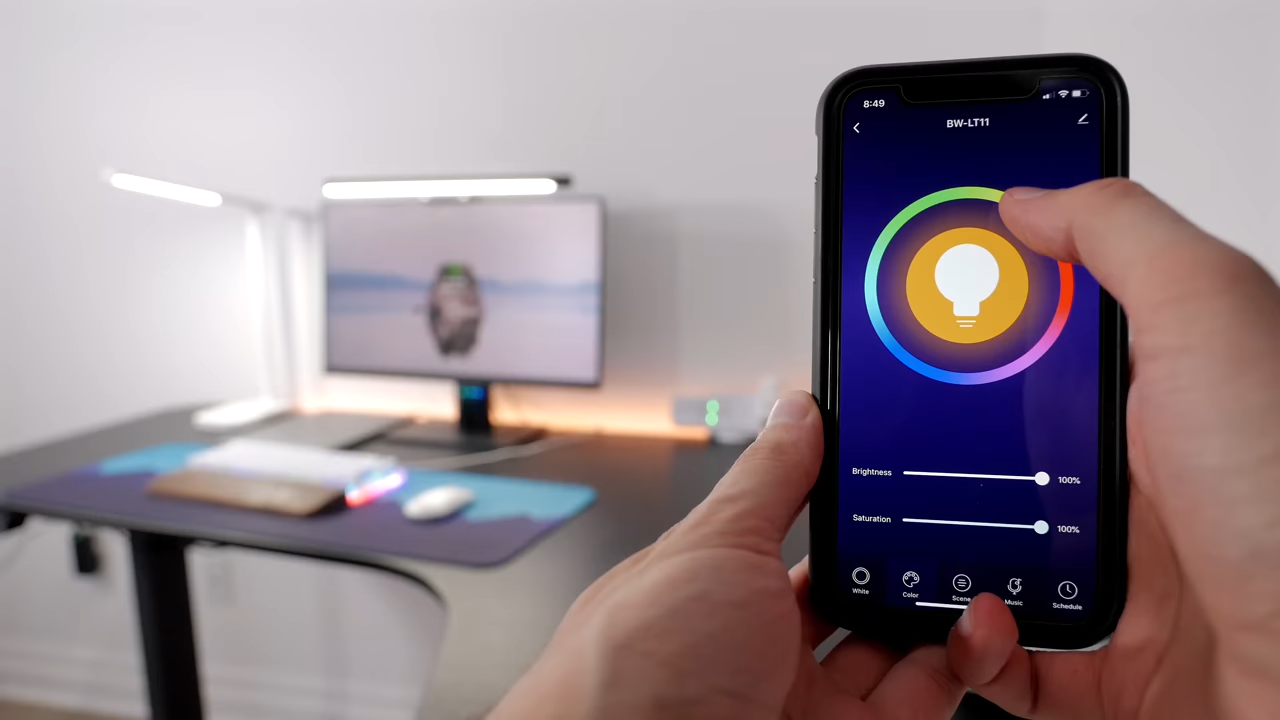 8:49
BW-LT11
Brightness 100%
Saturation 100%
White Color Scene Music Schedule